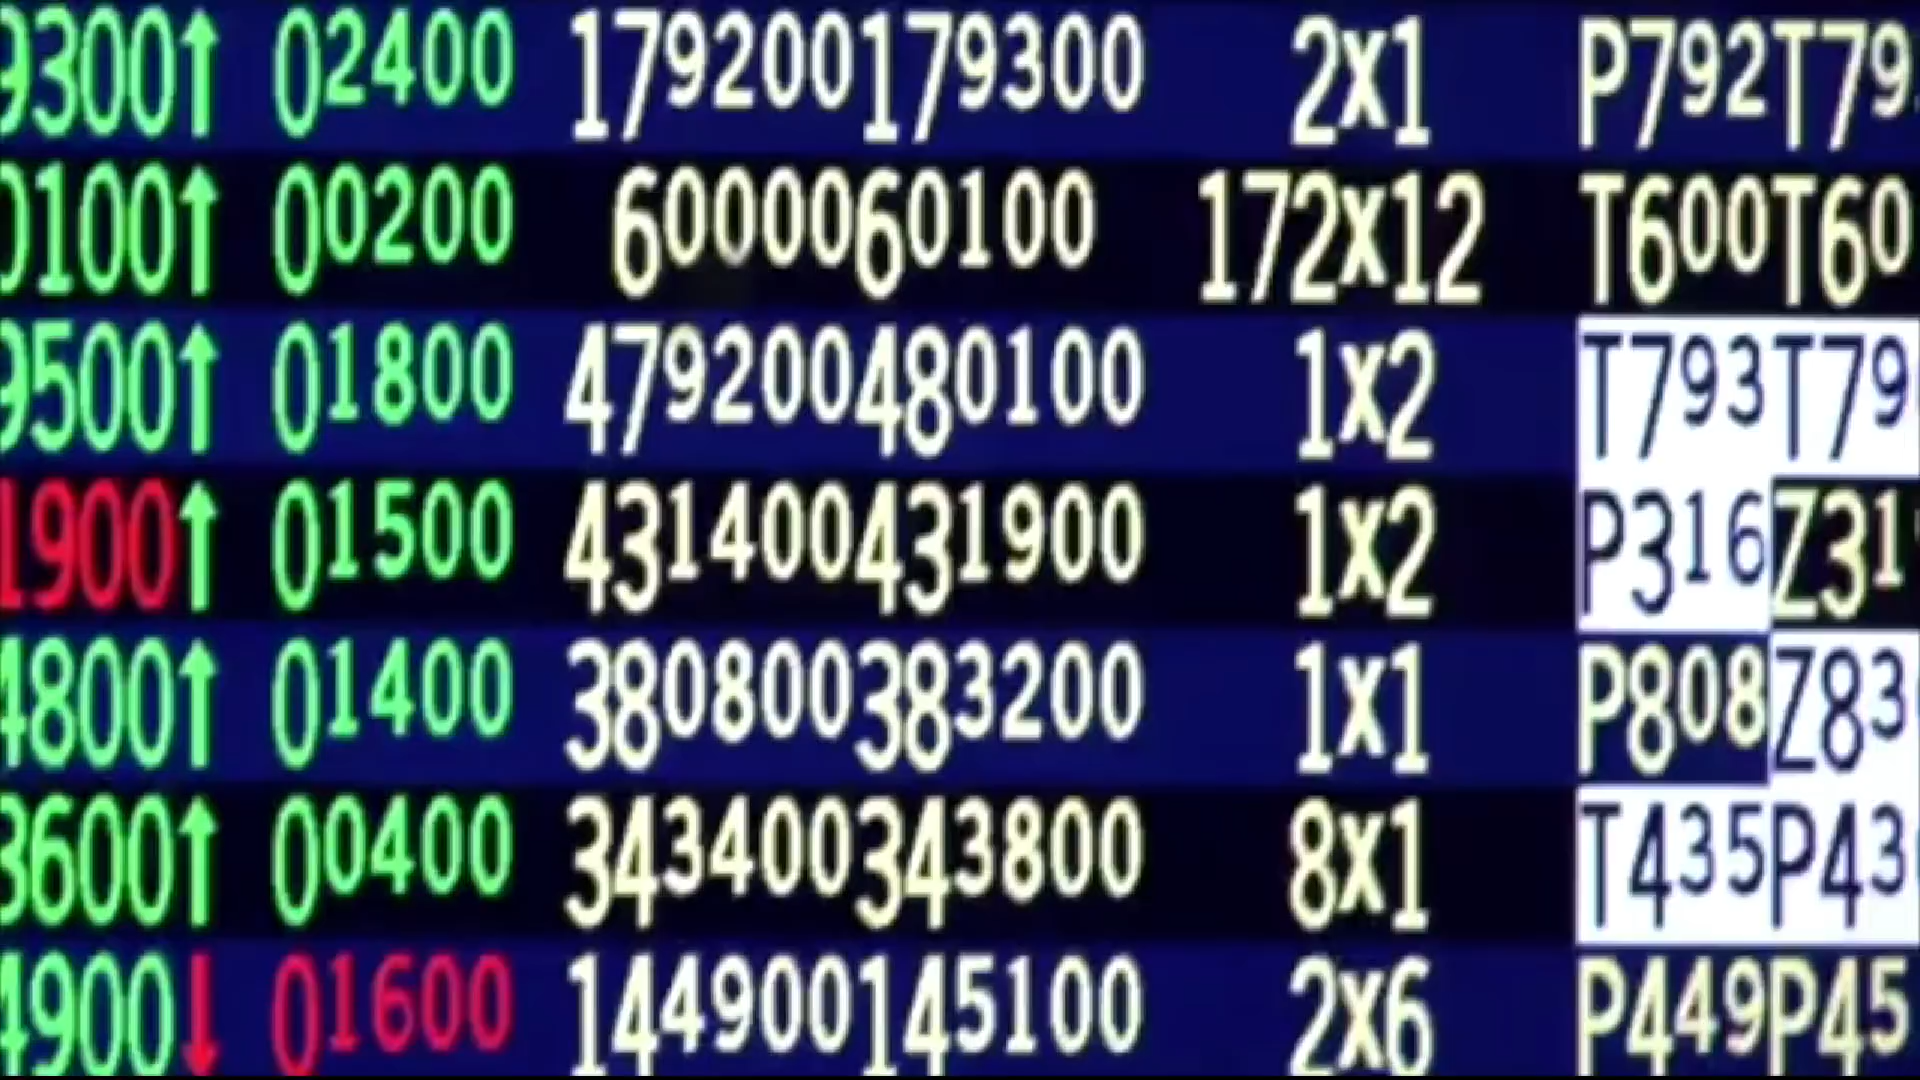 9300↑ 02400 179200179300 2X1 P792T79
0100↑ 00200 6000060100 172X12 T600T60
9500↑ 01800 479200480100 1X2 T793T79
1900↑ 01500 431400431900 1X2 P316Z31
4800↑ 01400 380800383200 1X1 P808Z83
3600↑ 00400 343400343800 8X1 T435P43
4900↓ 01600 144900145100 2X6 P449P45